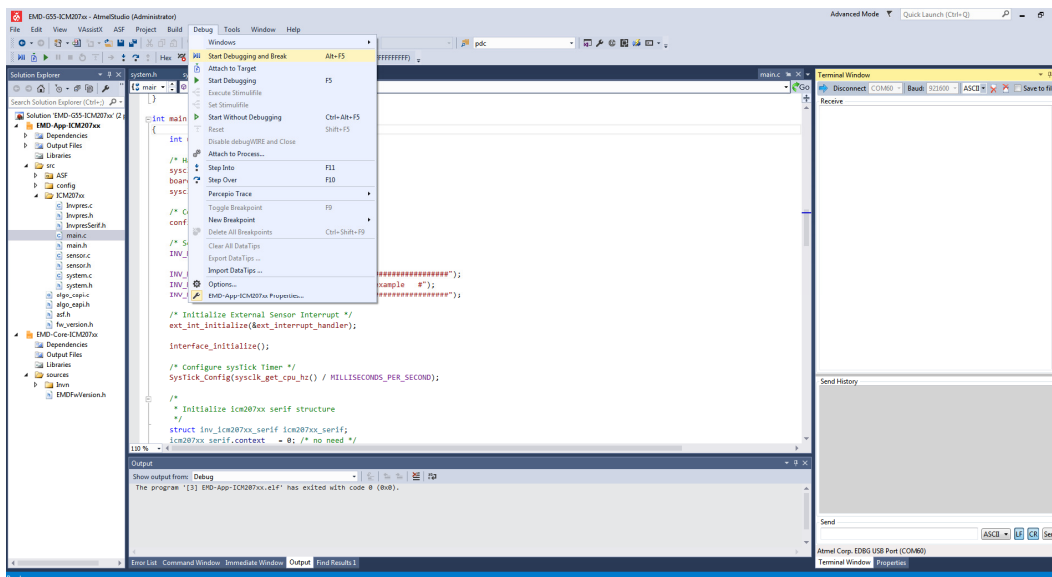 EMD-G55-ICM207xx - AtmelStudio (Administrator)
Advanced Mode
Quick Launch (Ctrl+Q)
File Edit View VAssistX ASF Project Build Debug Tools Window Help
pdc
Hex
Windows
Start Debugging and Break Alt+F5
Attach to Target
Start Debugging F5
Execute Stimulifile
Set Stimulifile
Start Without Debugging Ctrl+Alt+F5
Reset Shift+F5
Disable debugWIRE and Close
Attach to Process...
Step Into F11
Step Over F10
Percepio Trace
Toggle Breakpoint F9
New Breakpoint
Delete All Breakpoints Ctrl+Shift+F9
Clear All DataTips
Export DataTips ...
Import DataTips ...
Options...
EMD-App-ICM207xx Properties...
Solution Explorer
Search Solution Explorer (Ctrl+;)
Solution 'EMD-G55-ICM207xx' (2 p
EMD-App-ICM207xx
Dependencies
Output Files
Libraries
src
ASF
config
ICM207xx
Invpres.c
Invpres.h
InvpresSerif.h
main.c
main.h
sensor.c
sensor.h
system.c
system.h
algo_eapi.c
algo_eapi.h
asf.h
fw_version.h
EMD-Core-ICM207xx
Dependencies
Output Files
Libraries
sources
Invn
EMDFwVersion.h
system.h
main.c
Go
}
int main
{
int
/* H
sysc
boar
sysc
/* C
conf
/* S
INV_
INV_ ################");
INV_ xample #");
INV_ ################");
/* Initialize External Sensor Interrupt */
ext_int_initialize(&ext_interrupt_handler);
interface_initialize();
/* Configure sysTick Timer */
SysTick_Config(sysclk_get_cpu_hz() / MILLISECONDS_PER_SECOND);
/*
* Initialize icm207xx serif structure
*/
struct inv_icm207xx_serif icm207xx_serif;
icm207xx_serif.context = 0; /* no need */
110 %
Output
Show output from: Debug
The program '[3] EMD-App-ICM207xx.elf' has exited with code 0 (0x0).
Error List Command Window Immediate Window Output Find Results 1
Terminal Window
Disconnect COM60 Baud: 921600 ASCII Save to fil
Receive
Send History
Send
ASCII LF CR Se
Atmel Corp. EDBG USB Port (COM60)
Terminal Window Properties